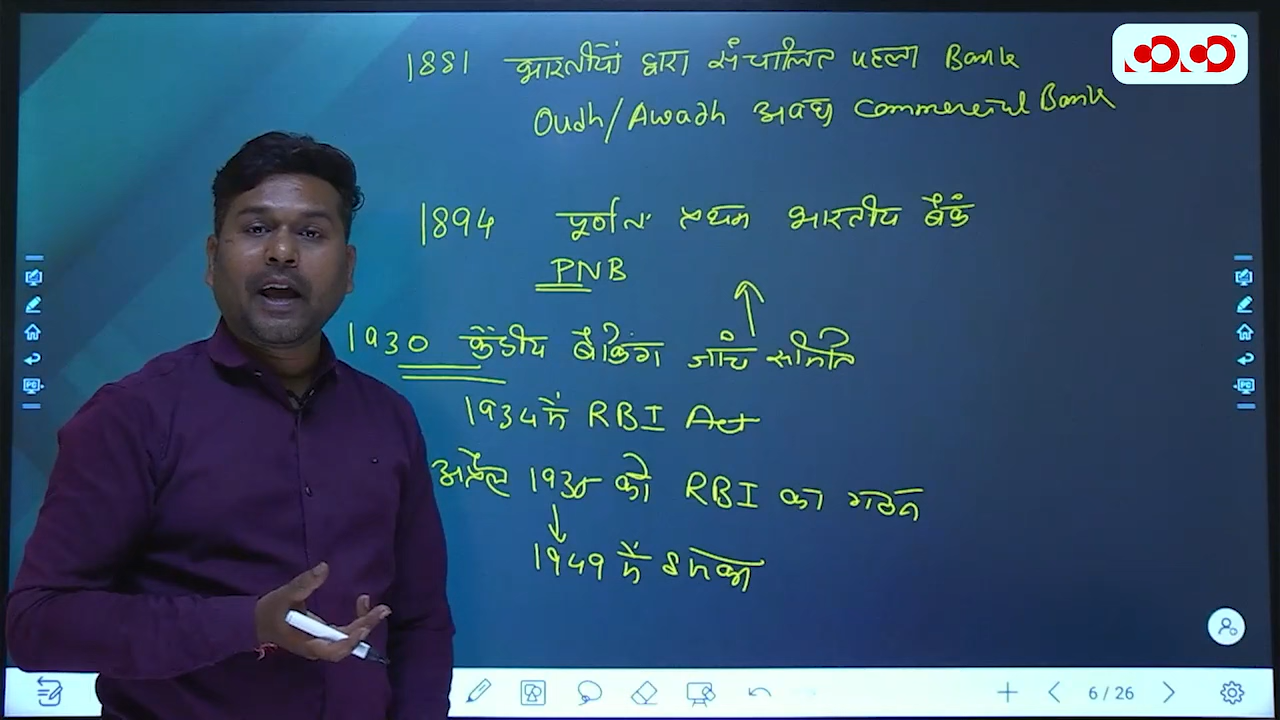 1881 भारतीयों द्वारा संचालित पहला Bank
Oudh/Awadh अवध Commercial Bank
1894 पूर्णतः प्रथम भारतीय बैंक
PNB
1930 केंद्रीय बैंकिंग जांच समिति
1934 में RBI Act
अप्रैल 1935 को RBI का गठन
1949 में इसका
6 / 26